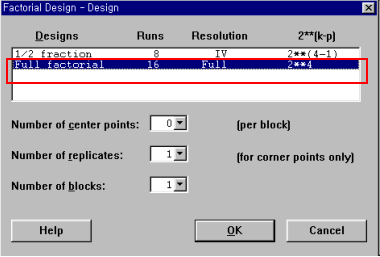 Factorial Design - Design
Designs Runs Resolution 2**(k-p)
1/2 fraction 8 IV 2**(4-1)
Full factorial 16 Full 2**4
Number of center points: 0 (per block)
Number of replicates: 1 (for corner points only)
Number of blocks: 1
Help OK Cancel